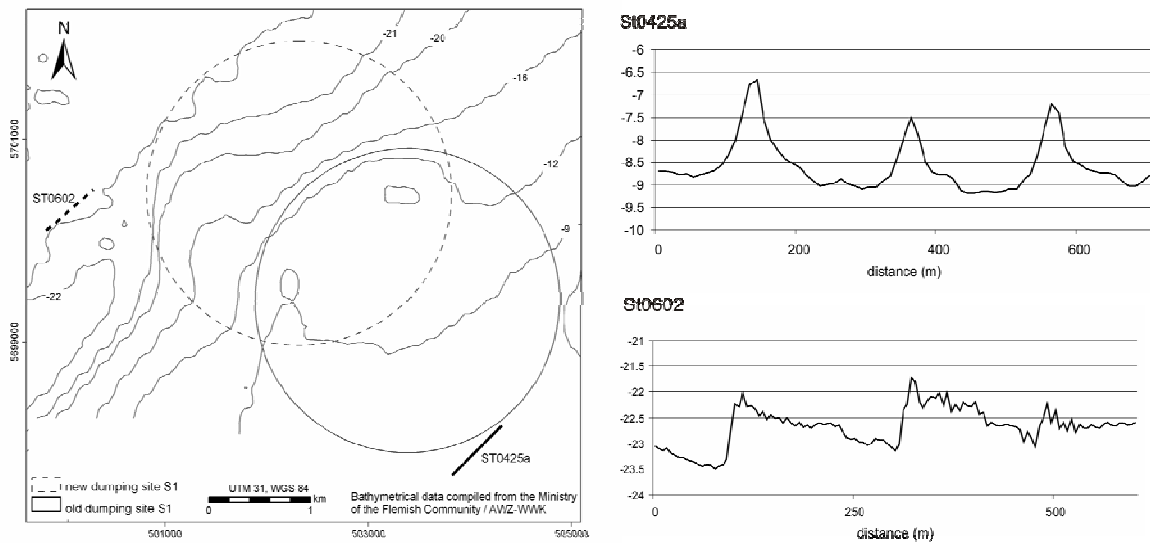 N
-21
-20
-16
-12
-9
-22
5701000
5699000
ST0602
ST0425a
new dumping site S1
old dumping site S1
UTM 31, WGS 84
0 1 km
Bathymetrical data compiled from the Ministry
of the Flemish Community / AWZ-WWK
501000 503000 505000
St0425a
-6
-6.5
-7
-7.5
-8
-8.5
-9
-9.5
-10
0 200 400 600
distance (m)
St0602
-21
-21.5
-22
-22.5
-23
-23.5
-24
0 250 500
distance (m)